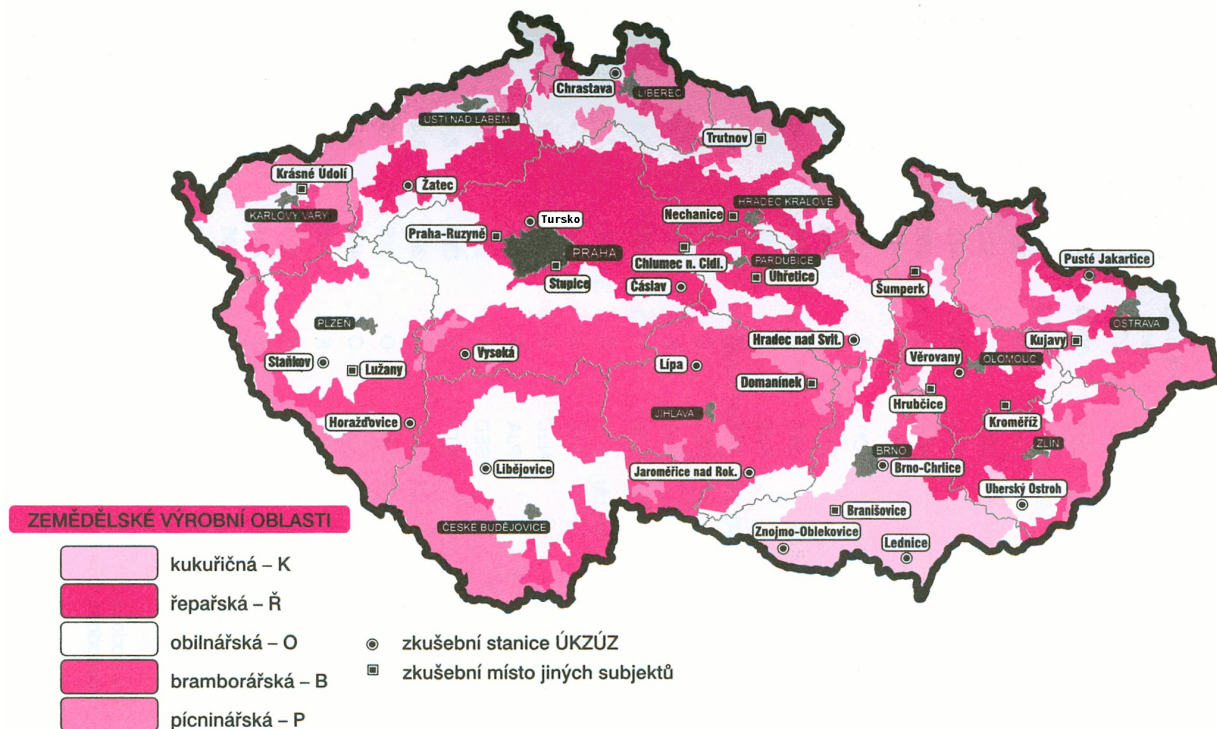 Chrastava
LIBEREC
ÚSTÍ NAD LABEM
Trutnov
Krásné Údolí
Žatec
KARLOVY VARY
HRADEC KRÁLOVÉ
Nechanice
Tursko
Praha-Ruzyně
PRAHA
Chlumec n. Cidl.
PARDUBICE
Pusté Jakartice
Stupice
Čáslav
Uhřetice
Šumperk
PLZEŇ
OSTRAVA
Hradec nad Svit.
Kujavy
Staňkov
Vysoká
Věrovany
OLOMOUC
Lužany
Lípa
Domanínek
Hrubčice
JIHLAVA
Kroměříž
Horažďovice
BRNO
ZLÍN
Libějovice
Jaroměřice nad Rok.
Brno-Chrlice
Uherský Ostroh
Branišovice
ČESKÉ BUDĚJOVICE
Znojmo-Oblekovice
Lednice
ZEMĚDĚLSKÉ VÝROBNÍ OBLASTI
kukuřičná – K
řepařská – Ř
obilnářská – O
bramborářská – B
pícninářská – P
zkušební stanice ÚKZÚZ
zkušební místo jiných subjektů